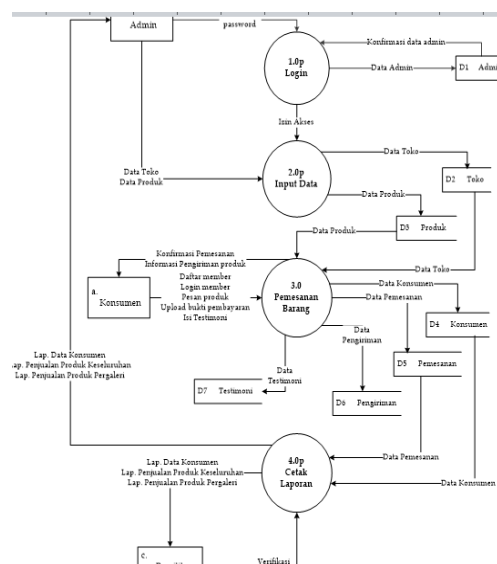 Admin
password
Konfirmasi data admin
1.0p
Login
Data Admin
D1 Admi
Isin Akses
Data Toko
Data Toko
Data Produk
2.0p
Input Data
D2 Toko
Data Produk
D3 Produk
Data Produk
Konfirmasi Pemesanan
Informasi Pengiriman produk
Data Toko
a.
Konsumen
Daftar member
Login member
Pesan produk
Upload bukti pembayaran
Isi Testimoni
3.0
Pemesanan
Barang
Data Konsumen
Data Pemesanan
D4 Konsumen
Data
Pengiriman
Lap. Data Konsumen
ap. Penjualan Produk Keseluruhan
Lap. Penjualan Produk Pergaleri
D5 Pemesanan
Data
Testimoni
D7 Testimoni
D6 Pengiriman
Lap. Data Konsumen
Lap. Penjualan Produk Keseluruhan
Lap. Penjualan Produk Pergaleri
4.0p
Cetak
Laporan
Data Pemesanan
Data Konsumen
c.
Verifikasi